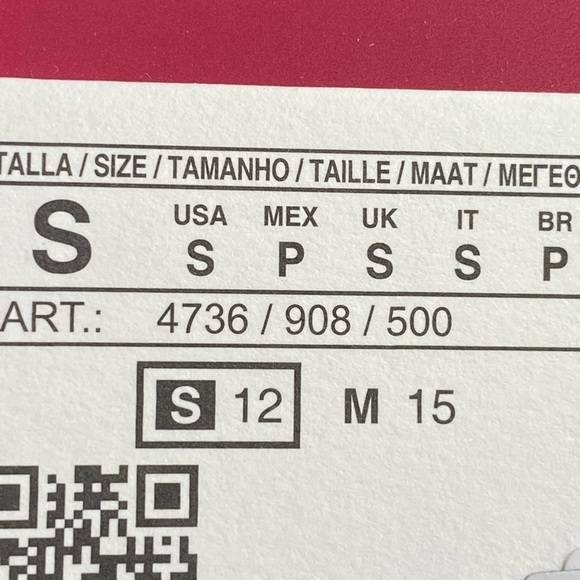 TALLA / SIZE / TAMANHO / TAILLE / MAAT / ΜΕΓΕΘ
S USA MEX UK IT BR
S P S S P
ART.: 4736 / 908 / 500
S 12 M 15